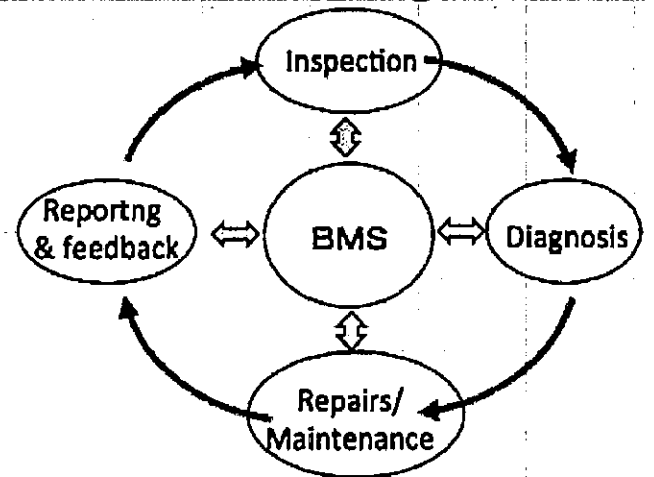 Inspection
Reportng
& feedback
BMS
Diagnosis
Repairs/
Maintenance